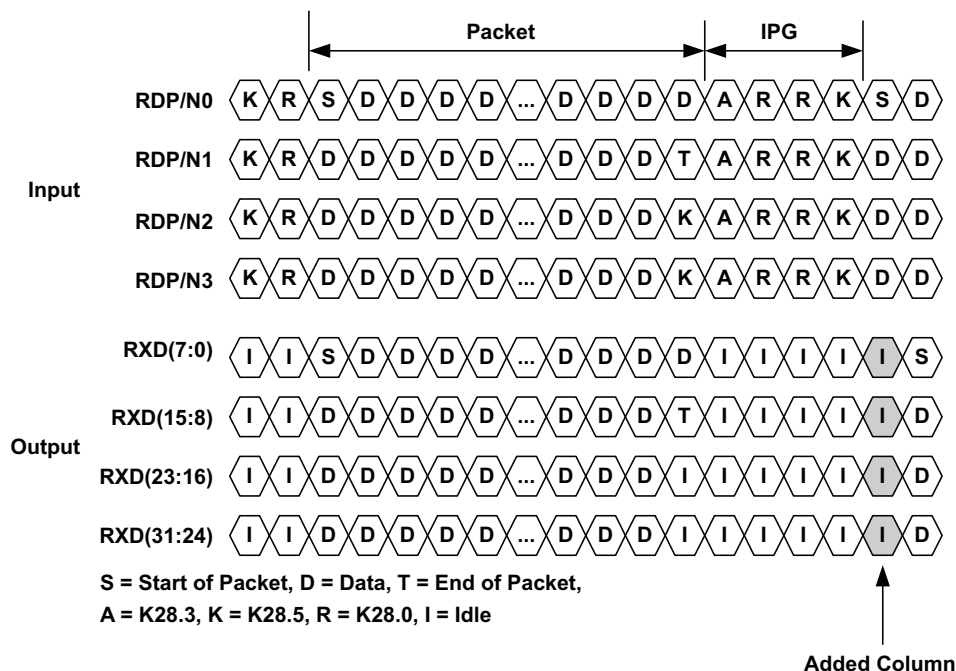 Packet IPG
RDP/N0 K R S D D D D ... D D D D A R R K S D
RDP/N1 K R D D D D D ... D D D T A R R K D D
Input
RDP/N2 K R D D D D D ... D D D K A R R K D D
RDP/N3 K R D D D D D ... D D D K A R R K D D
RXD(7:0) I I S D D D D ... D D D D I I I I I S
RXD(15:8) I I D D D D D ... D D D T I I I I I D
Output
RXD(23:16) I I D D D D D ... D D D I I I I I I D
RXD(31:24) I I D D D D D ... D D D I I I I I I D
S = Start of Packet, D = Data, T = End of Packet,
A = K28.3, K = K28.5, R = K28.0, I = Idle
Added Column